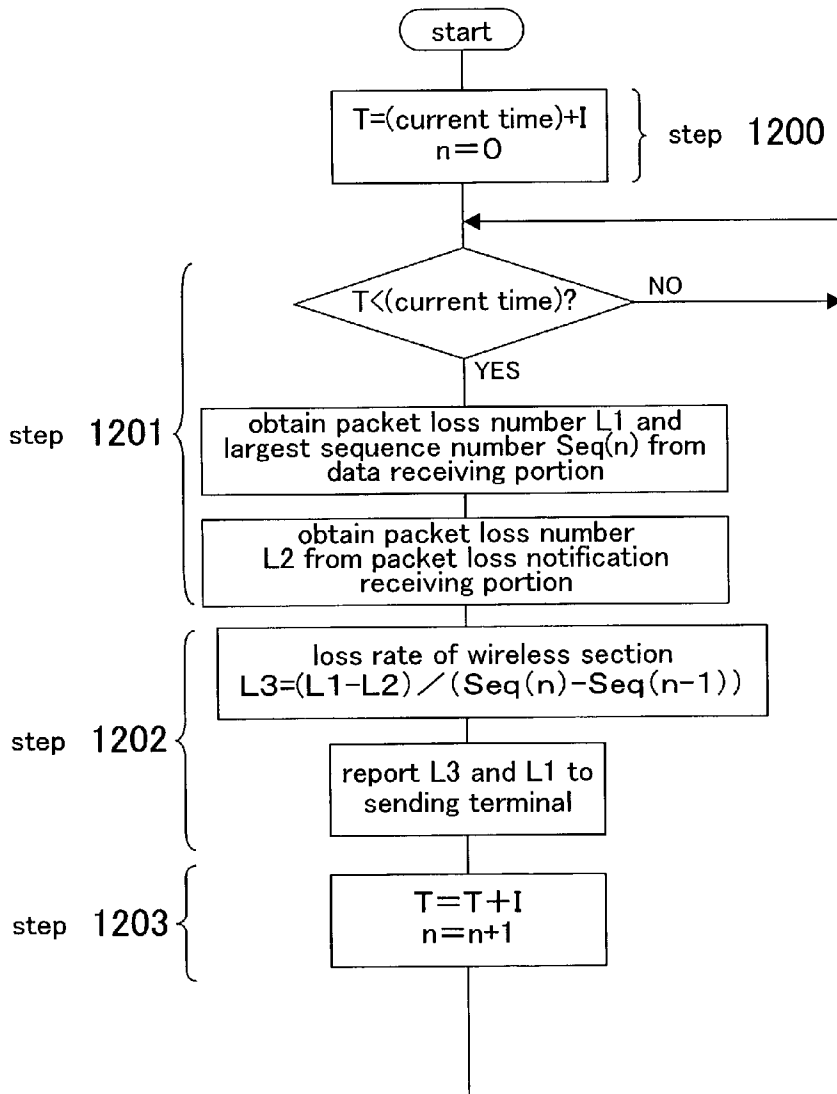 start
T=(current time)+I
n=0
step 1200
T<(current time)?
NO
YES
step 1201
obtain packet loss number L1 and
largest sequence number Seq(n) from
data receiving portion
obtain packet loss number
L2 from packet loss notification
receiving portion
step 1202
loss rate of wireless section
L3=(L1-L2)／(Seq(n)-Seq(n-1))
report L3 and L1 to
sending terminal
step 1203
T=T+I
n=n+1